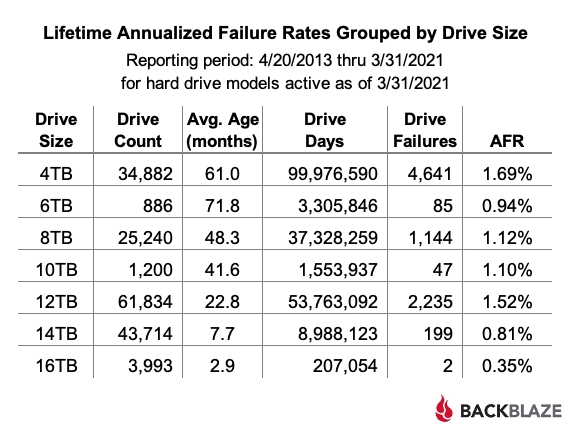 Lifetime Annualized Failure Rates Grouped by Drive Size
Reporting period: 4/20/2013 thru 3/31/2021
for hard drive models active as of 3/31/2021
Drive Size Drive Count Avg. Age (months) Drive Days Drive Failures AFR
4TB 34,882 61.0 99,976,590 4,641 1.69%
6TB 886 71.8 3,305,846 85 0.94%
8TB 25,240 48.3 37,328,259 1,144 1.12%
10TB 1,200 41.6 1,553,937 47 1.10%
12TB 61,834 22.8 53,763,092 2,235 1.52%
14TB 43,714 7.7 8,988,123 199 0.81%
16TB 3,993 2.9 207,054 2 0.35%
BACKBLAZE